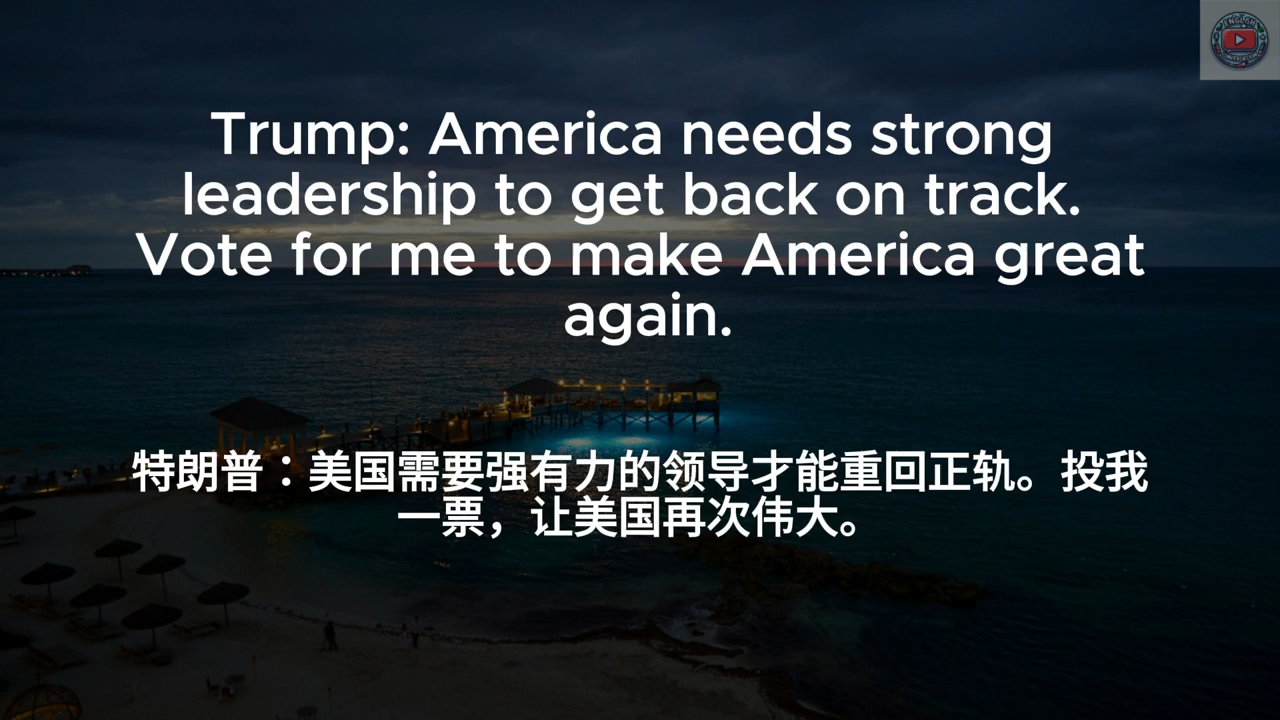 ENGLISH
CONVERSATION
Trump: America needs strong
leadership to get back on track.
Vote for me to make America great
again.
特朗普：美国需要强有力的领导才能重回正轨。投我
一票，让美国再次伟大。